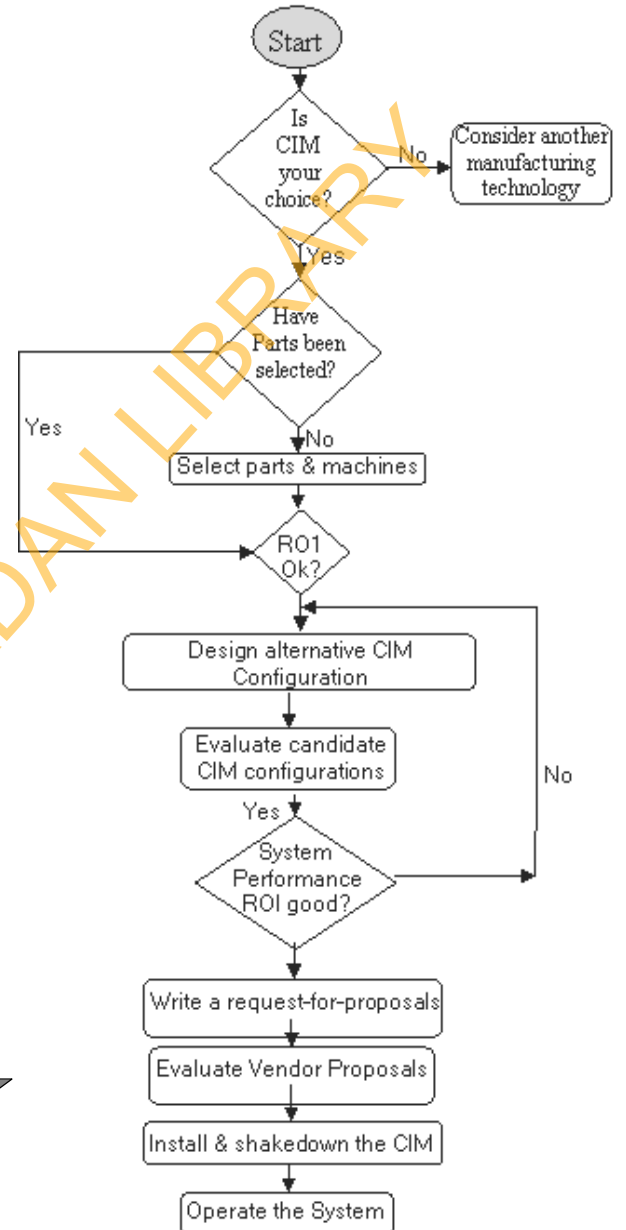 Start
Is
CIM
your
choice?
No
Consider another
manufacturing
technology
Yes
Have
Parts been
selected?
Yes
No
Select parts & machines
RO1
Ok?
Design alternative CIM
Configuration
Evaluate candidate
CIM configurations
No
Yes
System
Performance
ROI good?
Write a request-for-proposals
Evaluate Vendor Proposals
Install & shakedown the CIM
Operate the System
DAN LIBRARY